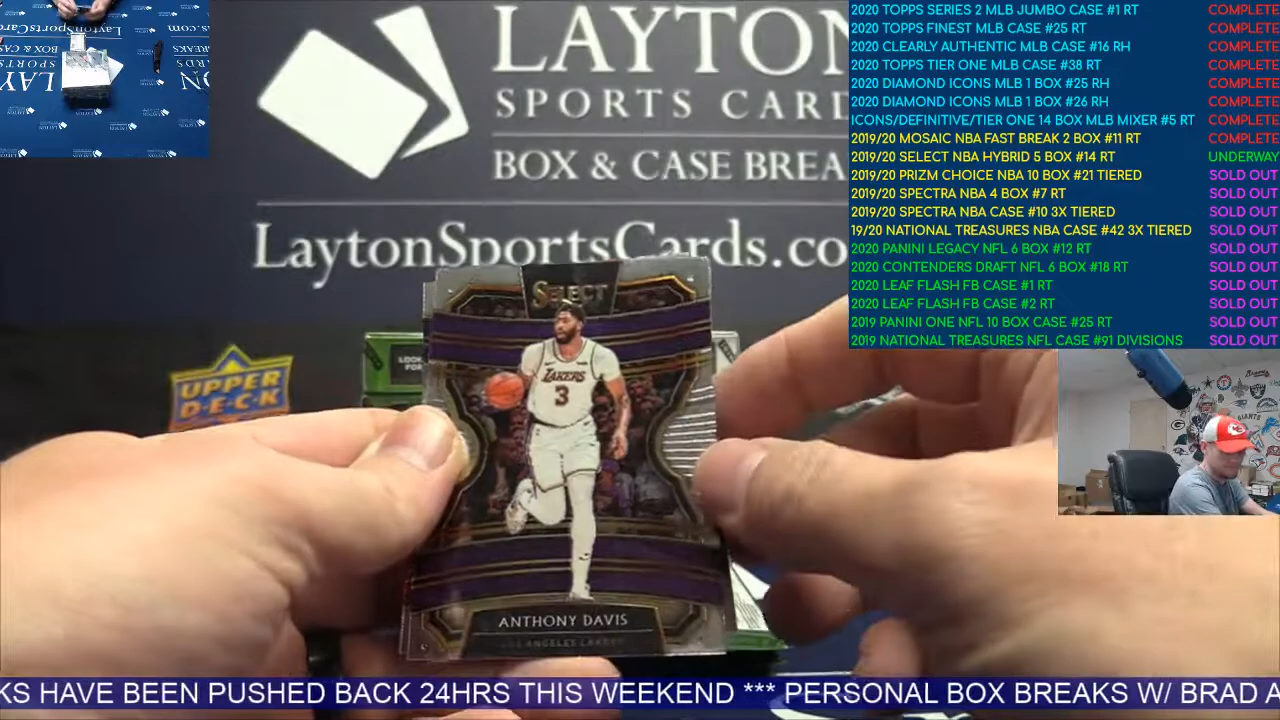 LAYTON
SPORTS CARD
BOX & CASE BREA
LaytonSportsCards.co
2020 TOPPS SERIES 2 MLB JUMBO CASE #1 RT COMPLETE
2020 TOPPS FINEST MLB CASE #25 RT COMPLETE
2020 CLEARLY AUTHENTIC MLB CASE #16 RH COMPLETE
2020 TOPPS TIER ONE MLB CASE #38 RT COMPLETE
2020 DIAMOND ICONS MLB 1 BOX #25 RH COMPLETE
2020 DIAMOND ICONS MLB 1 BOX #26 RH COMPLETE
ICONS/DEFINITIVE/TIER ONE 14 BOX MLB MIXER #5 RT COMPLETE
2019/20 MOSAIC NBA FAST BREAK 2 BOX #11 RT COMPLETE
2019/20 SELECT NBA HYBRID 5 BOX #14 RT UNDERWAY
2019/20 PRIZM CHOICE NBA 10 BOX #21 TIERED SOLD OUT
2019/20 SPECTRA NBA 4 BOX #7 RT SOLD OUT
2019/20 SPECTRA NBA CASE #10 3X TIERED SOLD OUT
19/20 NATIONAL TREASURES NBA CASE #42 3X TIERED SOLD OUT
2020 PANINI LEGACY NFL 6 BOX #12 RT SOLD OUT
2020 CONTENDERS DRAFT NFL 6 BOX #18 RT SOLD OUT
2020 LEAF FLASH FB CASE #1 RT SOLD OUT
2020 LEAF FLASH FB CASE #2 RT SOLD OUT
2019 PANINI ONE NFL 10 BOX CASE #25 RT SOLD OUT
2019 NATIONAL TREASURES NFL CASE #91 DIVISIONS SOLD OUT
UPPER
DECK
LOOK
FOR
SELECT
LAKERS
3
ANTHONY DAVIS
LOS ANGELES LAKERS
KS HAVE BEEN PUSHED BACK 24HRS THIS WEEKEND *** PERSONAL BOX BREAKS W/ BRAD A